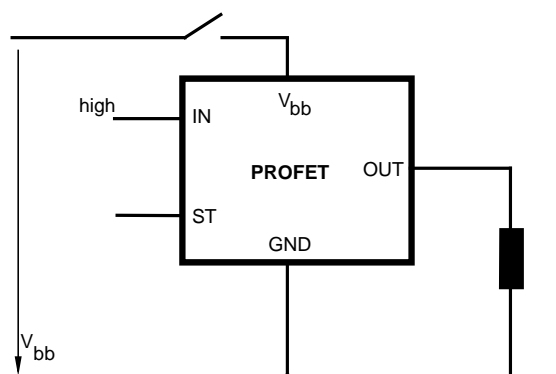 high
IN
Vbb
PROFET
OUT
ST
GND
Vbb